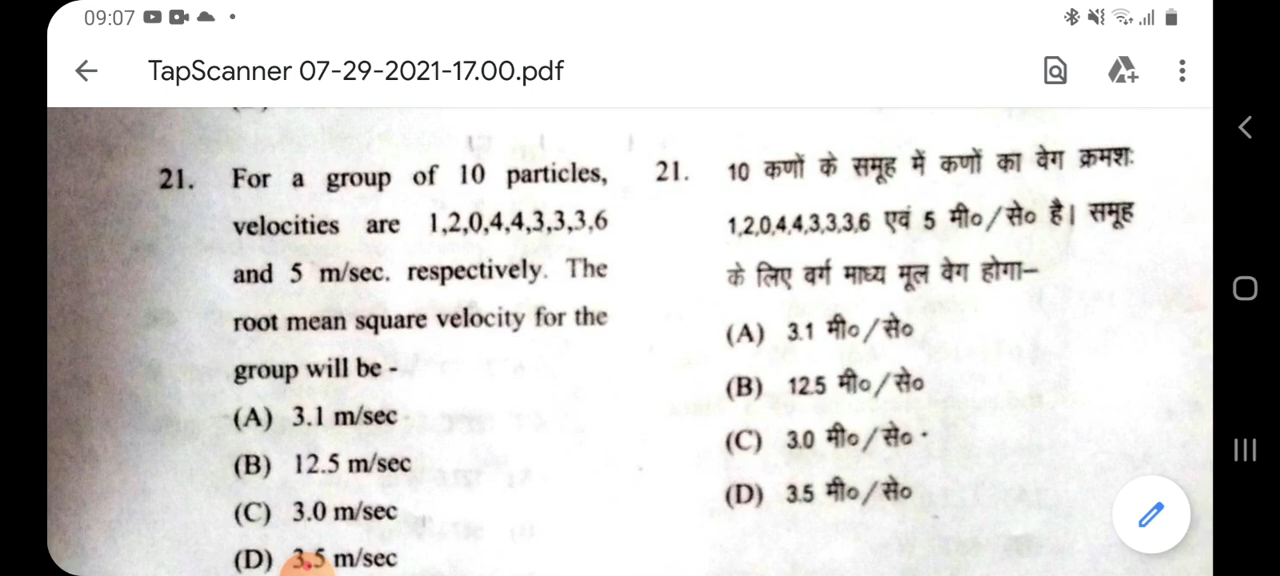 09:07
TapScanner 07-29-2021-17.00.pdf
21. For a group of 10 particles,
velocities are 1,2,0,4,4,3,3,3,6
and 5 m/sec. respectively. The
root mean square velocity for the
group will be -
(A) 3.1 m/sec
(B) 12.5 m/sec
(C) 3.0 m/sec
(D) 3.5 m/sec
21. 10 कणों के समूह में कणों का वेग क्रमशः
1,2,0,4,4,3,3,3,6 एवं 5 मी०/से० है। समूह
के लिए वर्ग माध्य मूल वेग होगा–
(A) 3.1 मी०/से०
(B) 12.5 मी०/से०
(C) 3.0 मी०/से०
(D) 3.5 मी०/से०